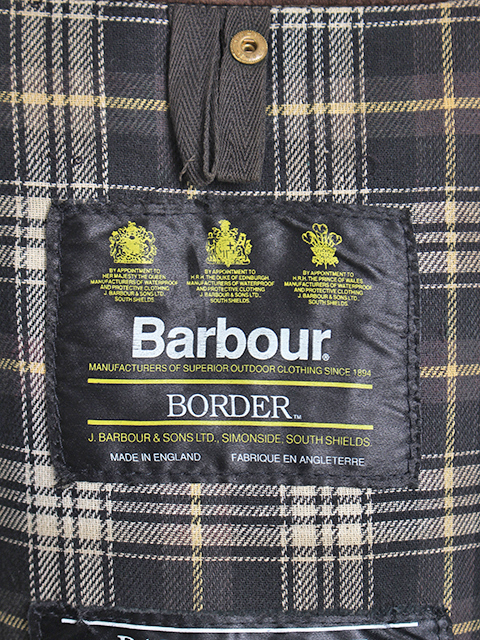 BY APPOINTMENT TO
HER MAJESTY THE QUEEN
MANUFACTURERS OF WATERPROOF
AND PROTECTIVE CLOTHING
J. BARBOUR & SONS LTD.,
SOUTH SHIELDS.
BY APPOINTMENT TO
H.R.H. THE DUKE OF EDINBURGH
MANUFACTURERS OF WATERPROOF
AND PROTECTIVE CLOTHING
J. BARBOUR & SONS LTD.,
SOUTH SHIELDS.
BY APPOINTMENT TO
H.R.H. THE PRINCE OF WALES
MANUFACTURERS OF WATERPROOF
AND PROTECTIVE CLOTHING
J. BARBOUR & SONS LTD.,
SOUTH SHIELDS.
Barbour®
MANUFACTURERS OF SUPERIOR OUTDOOR CLOTHING SINCE 1894
BORDER™
J. BARBOUR & SONS LTD., SIMONSIDE, SOUTH SHIELDS.
MADE IN ENGLAND FABRIQUE EN ANGLETERRE